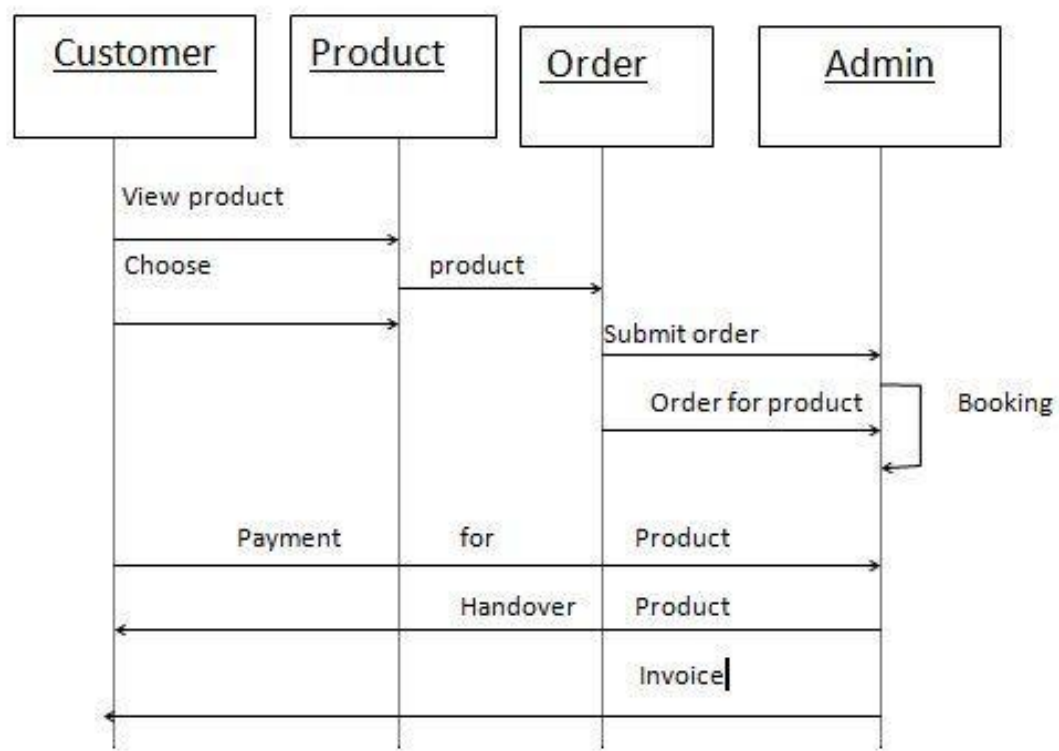 Customer
Product
Order
Admin
View product
Choose
product
Submit order
Order for product
Booking
Payment for Product
Handover Product
Invoice